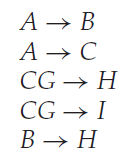 A → B
A → C
CG → H
CG → I
B → H